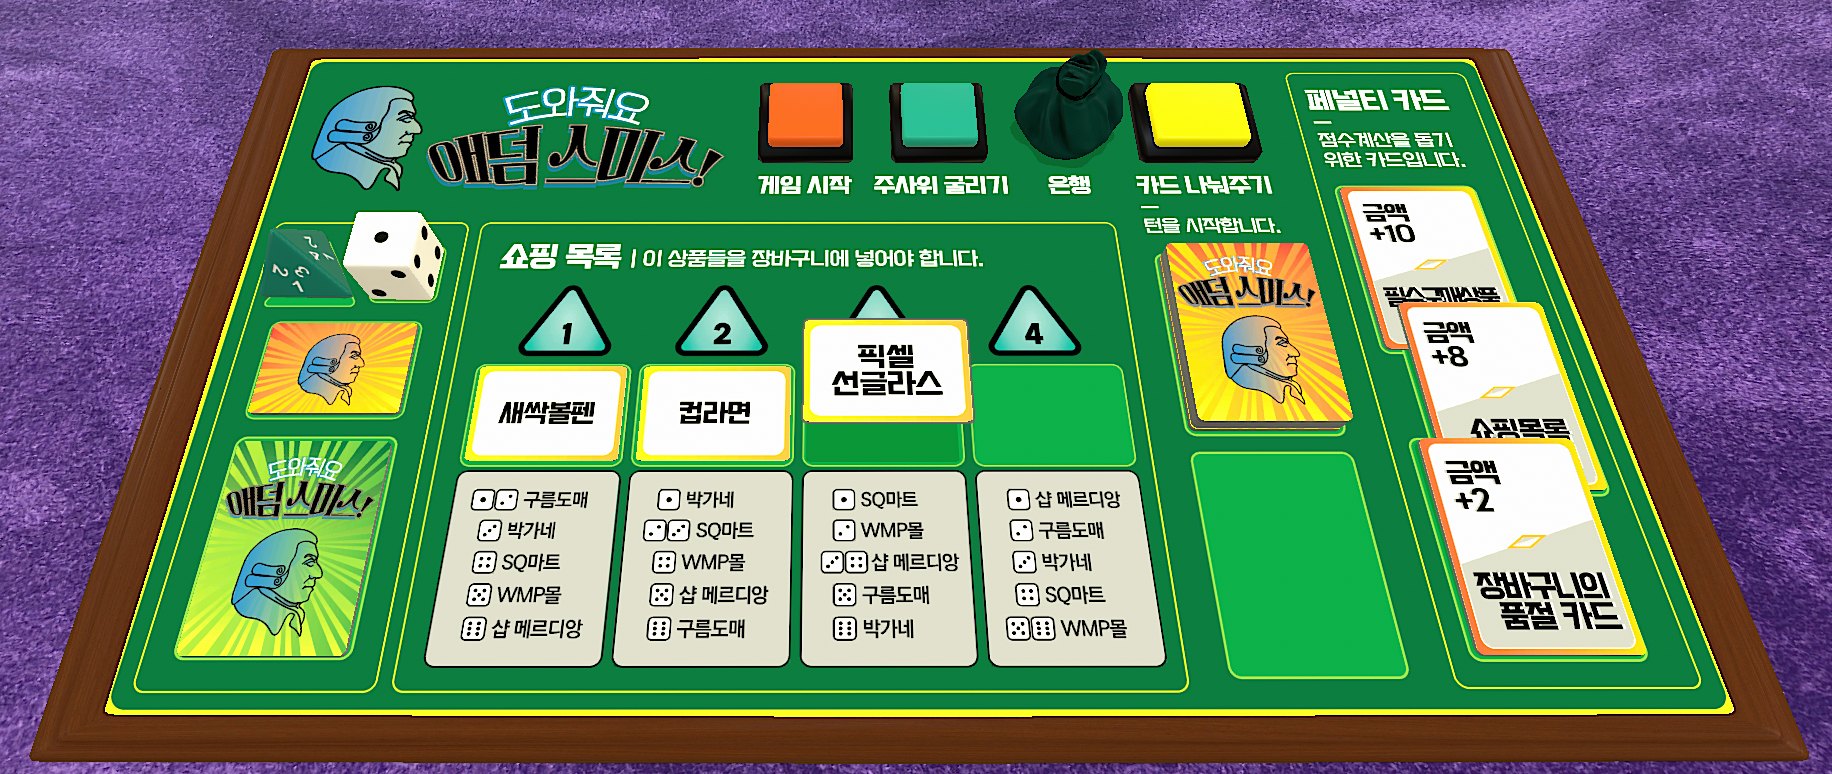 도와줘요
애덤 스미스!
게임 시작
주사위 굴리기
은행
카드 나눠주기
턴을 시작합니다.
페널티 카드
점수계산을 돕기
위한 카드입니다.
쇼핑 목록 | 이 상품들을 장바구니에 넣어야 합니다.
1
2
4
새싹볼펜
컵라면
픽셀
선글라스
구름도매
박가네
SQ마트
WMP몰
샵 메르디앙
박가네
SQ마트
WMP몰
샵 메르디앙
구름도매
SQ마트
WMP몰
샵 메르디앙
구름도매
박가네
샵 메르디앙
구름도매
박가네
SQ마트
WMP몰
도와줘요
애덤 스미스!
도와줘요
애덤 스미스!
금액
+10
필수구매상품
금액
+8
쇼핑목록
금액
+2
장바구니의
품절 카드